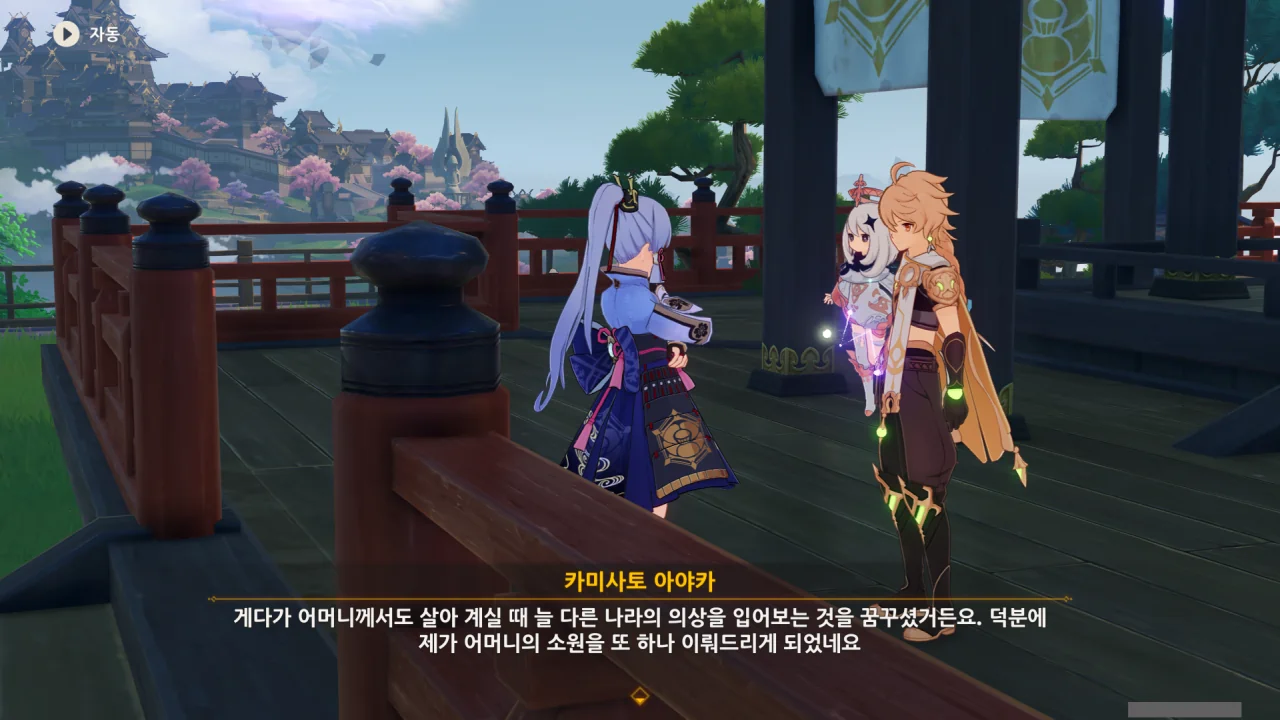 자동
카미사토 아야카
게다가 어머니께서도 살아 계실 때 늘 다른 나라의 의상을 입어보는 것을 꿈꾸셨거든요. 덕분에
제가 어머니의 소원을 또 하나 이뤄드리게 되었네요